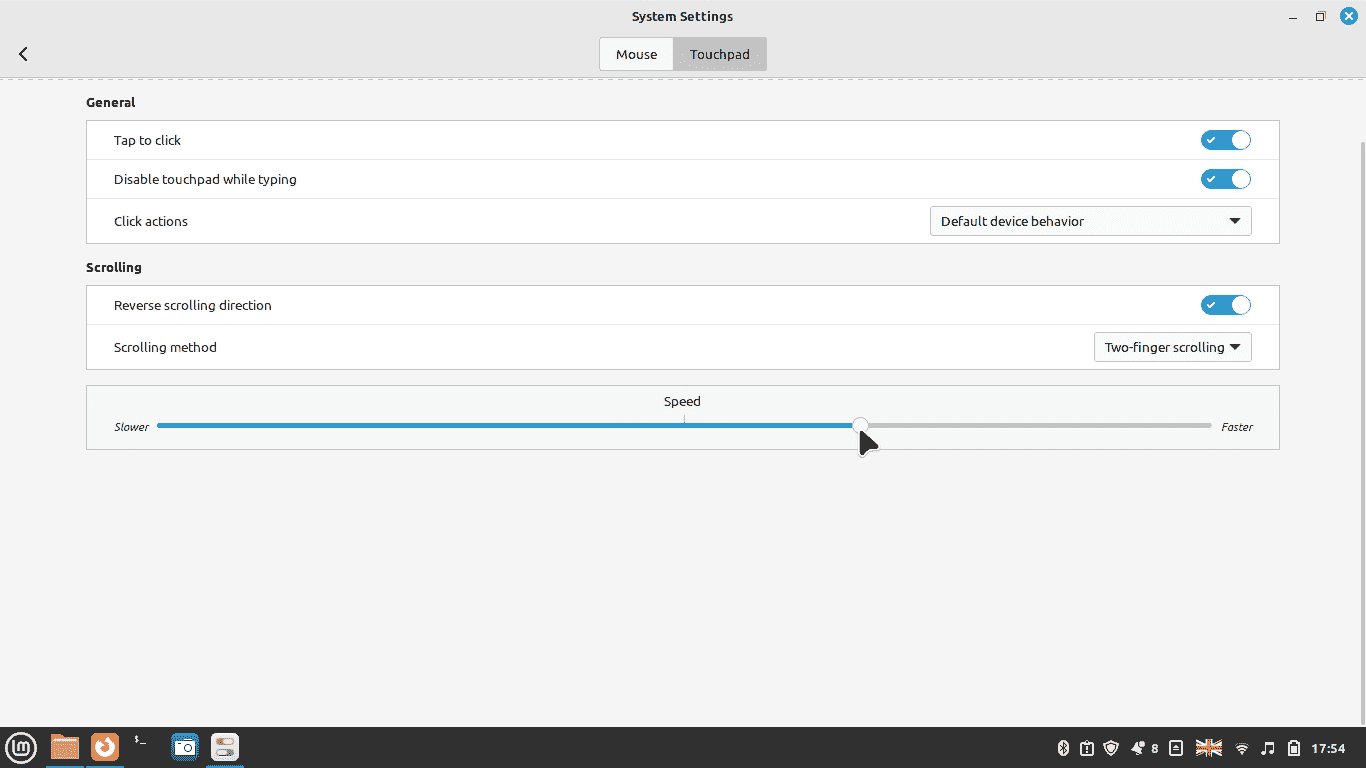 System Settings
Mouse Touchpad
General
Tap to click
Disable touchpad while typing
Click actions Default device behavior
Scrolling
Reverse scrolling direction
Scrolling method Two-finger scrolling
Speed
Slower Faster
lm $_ 8 17:54